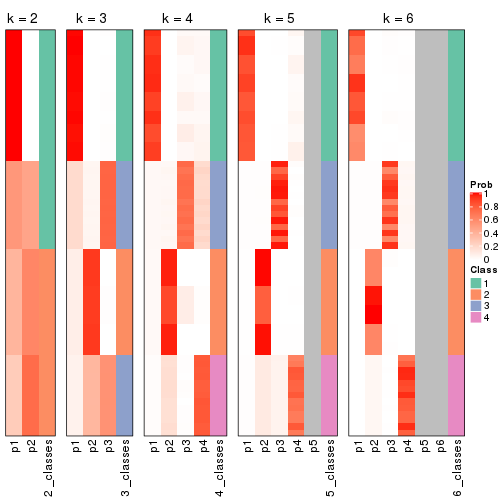 k = 2
k = 3
k = 4
k = 5
k = 6
Prob
1
0.8
0.6
0.4
0.2
0
Class
1
2
3
4
p1
p2
2_classes
p1
p2
p3
3_classes
p1
p2
p3
p4
4_classes
p1
p2
p3
p4
p5
5_classes
p1
p2
p3
p4
p5
p6
6_classes